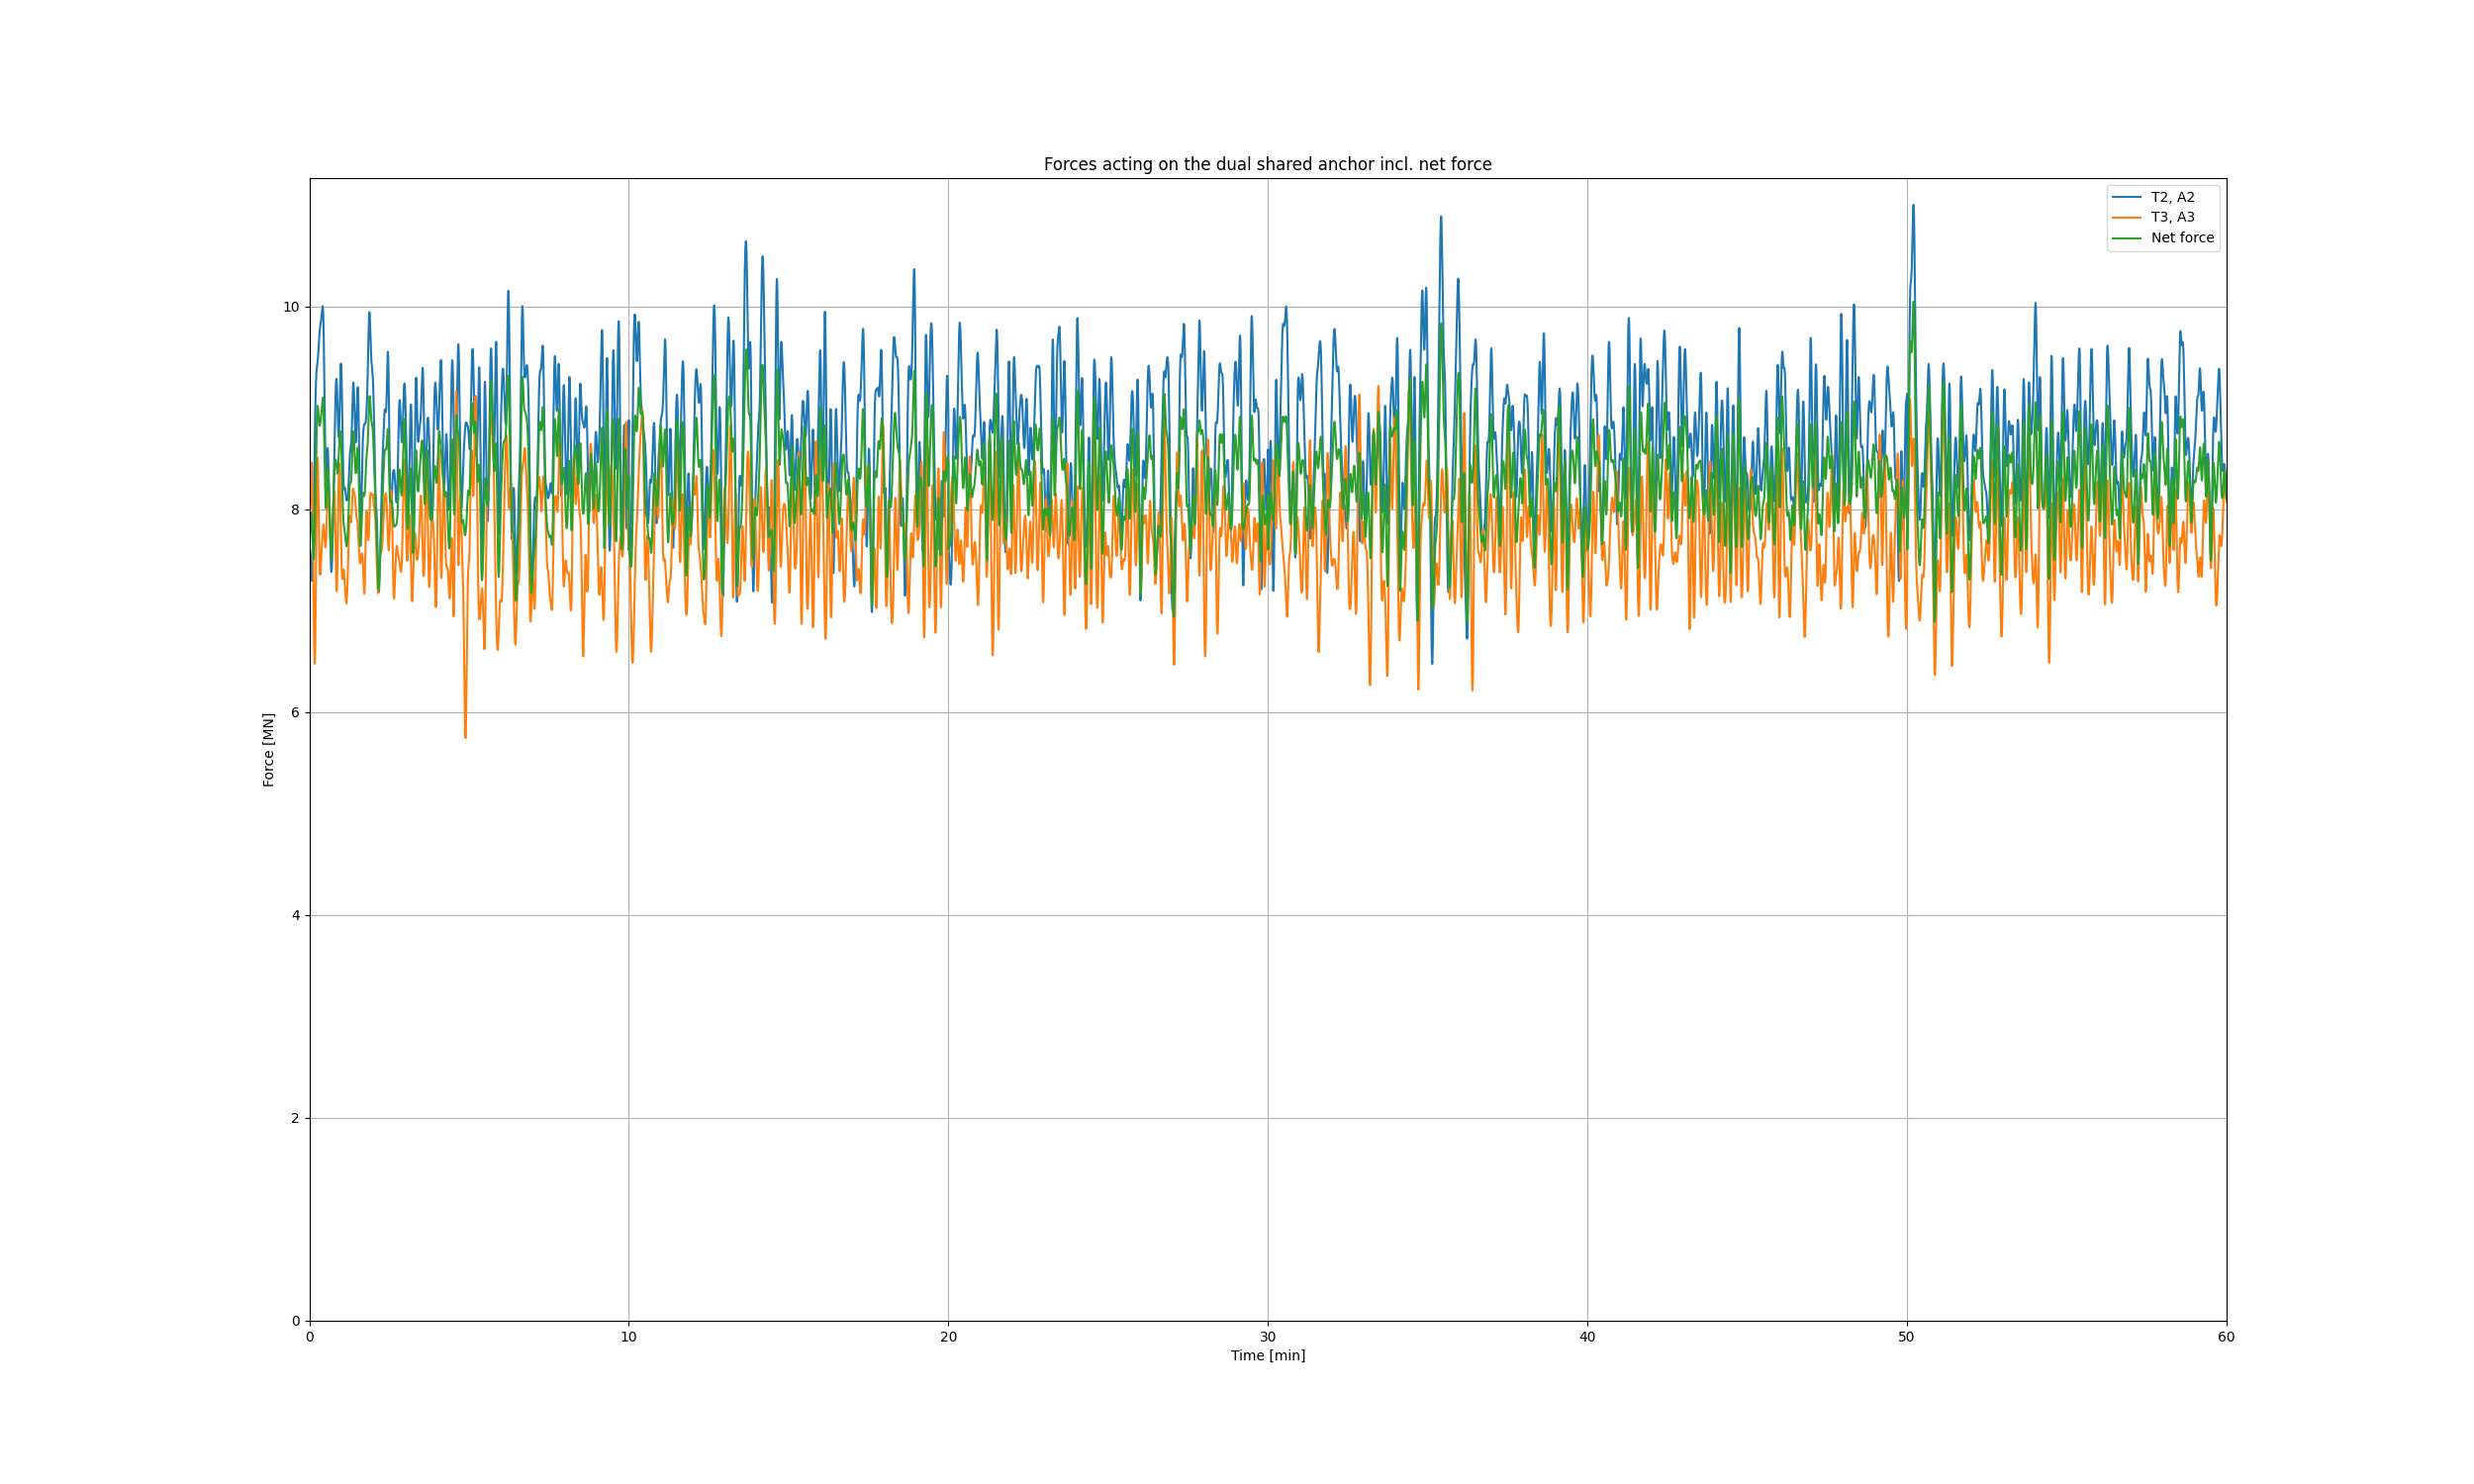 Forces acting on the dual shared anchor incl. net force
T2, A2
T3, A3
Net force
10
8
6
4
2
0
Force [MN]
0 10 20 30 40 50 60
Time [min]